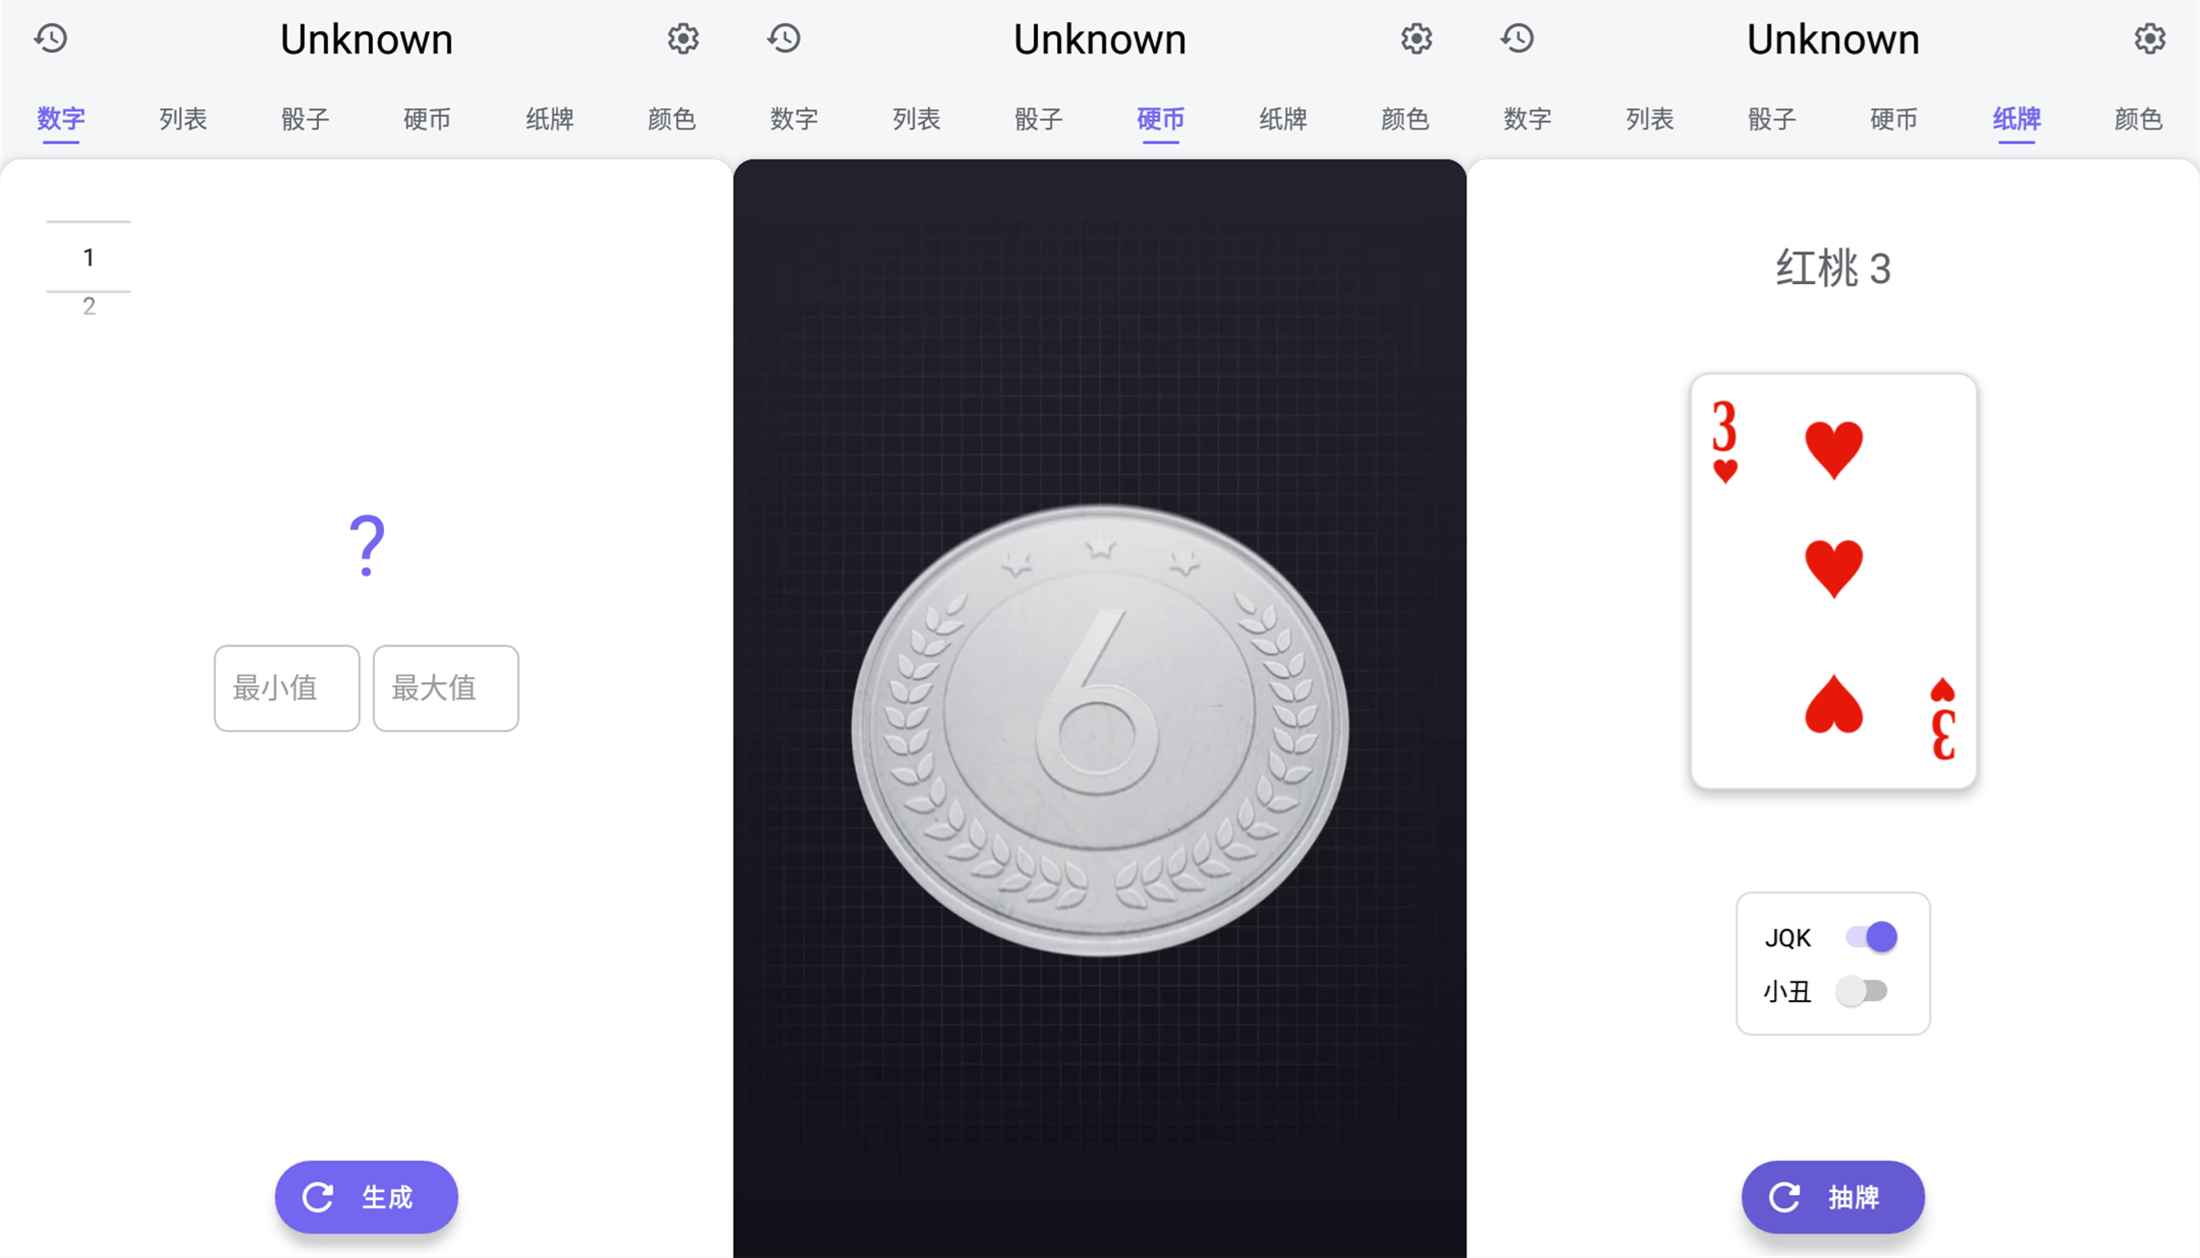 Unknown
数字 列表 骰子 硬币 纸牌 颜色
1
2
?
最小值 最大值
生成
Unknown
数字 列表 骰子 硬币 纸牌 颜色
6
Unknown
数字 列表 骰子 硬币 纸牌 颜色
红桃 3
3
3
JQK
小丑
抽牌